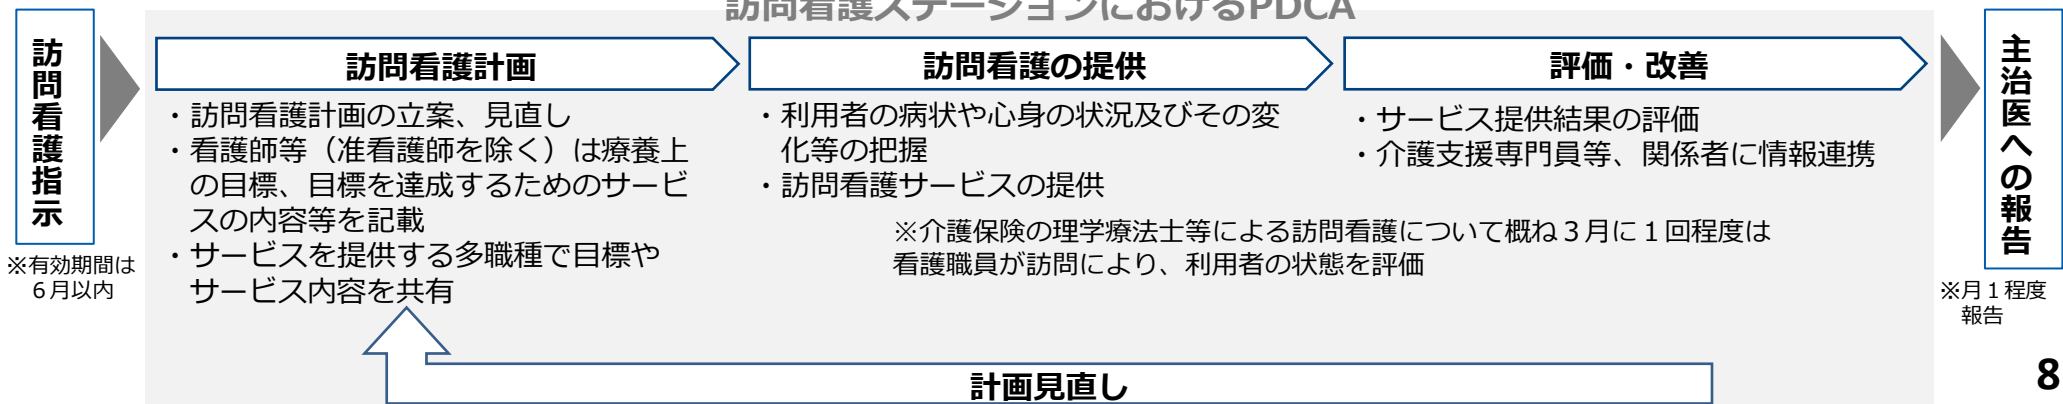 訪問看護ステーションにおけるPDCA
訪問看護指示
※有効期間は
６月以内
訪問看護計画
・訪問看護計画の立案、見直し
・看護師等（准看護師を除く）は療養上
の目標、目標を達成するためのサービ
スの内容等を記載
・サービスを提供する多職種で目標や
サービス内容を共有
訪問看護の提供
・利用者の病状や心身の状況及びその変
化等の把握
・訪問看護サービスの提供
※介護保険の理学療法士等による訪問看護について概ね３月に１回程度は
看護職員が訪問により、利用者の状態を評価
評価・改善
・サービス提供結果の評価
・介護支援専門員等、関係者に情報連携
主治医への報告
※月１程度
報告
計画見直し
8